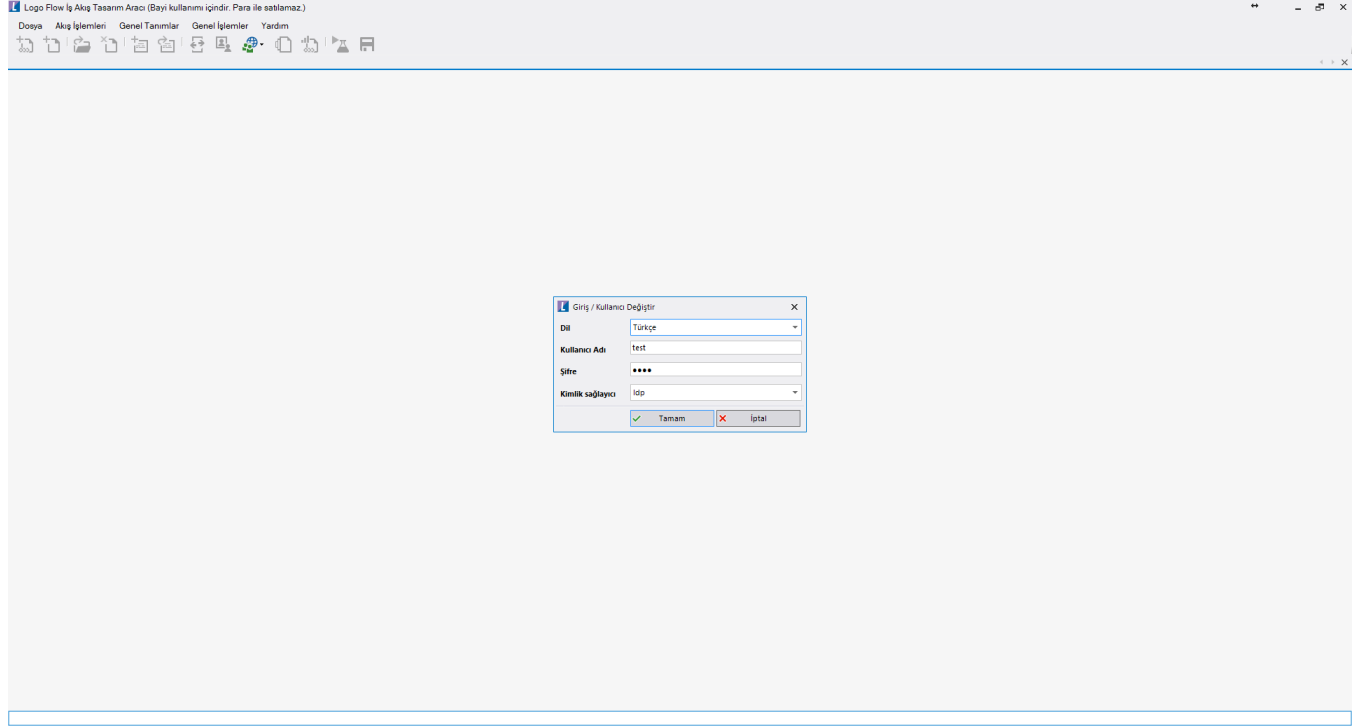 Logo Flow İş Akış Tasarım Aracı (Bayi kullanımı içindir. Para ile satılamaz.)
Dosya Akış İşlemleri Genel Tanımlar Genel İşlemler Yardım
Giriş / Kullanıcı Değiştir
Dil Türkçe
Kullanıcı Adı test
Şifre ••••
Kimlik sağlayıcı Idp
Tamam İptal